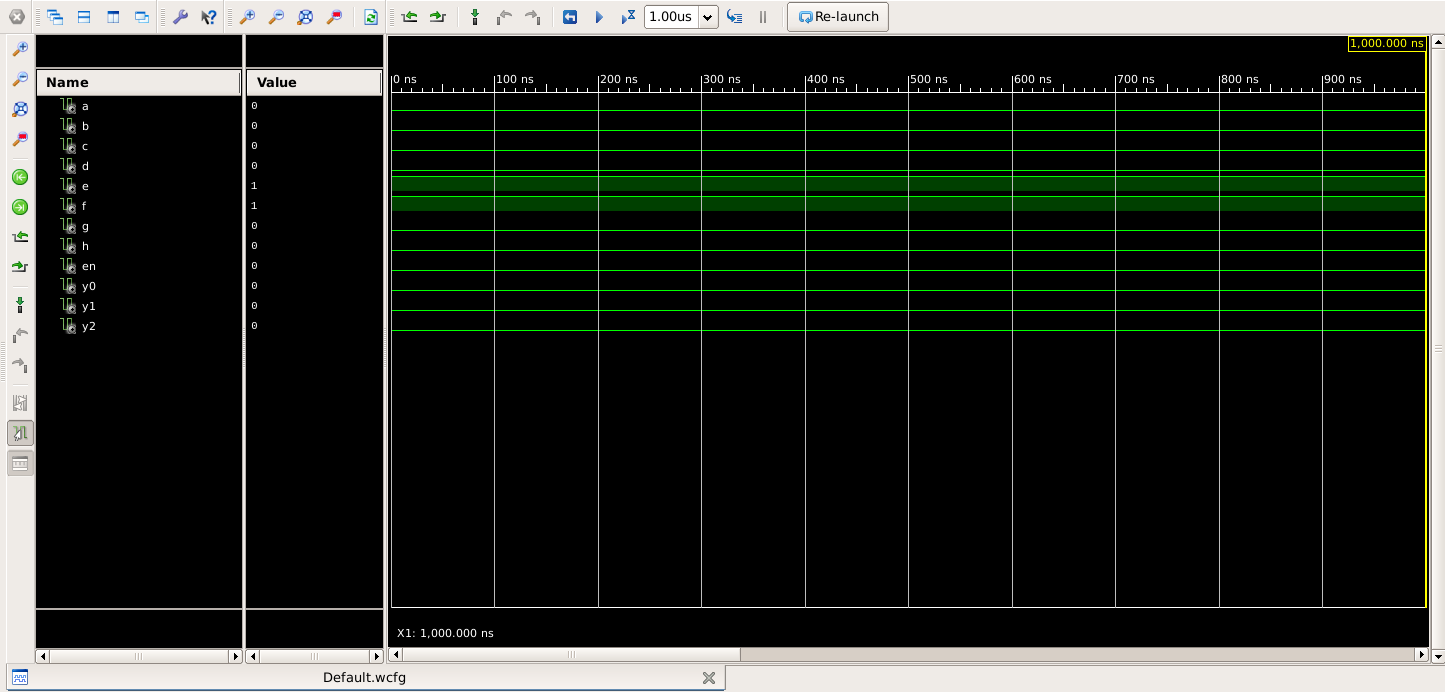 1.00us Re-launch
1,000.000 ns
Name Value
0 ns 100 ns 200 ns 300 ns 400 ns 500 ns 600 ns 700 ns 800 ns 900 ns
a 0
b 0
c 0
d 0
e 1
f 1
g 0
h 0
en 0
y0 0
y1 0
y2 0
X1: 1,000.000 ns
Default.wcfg